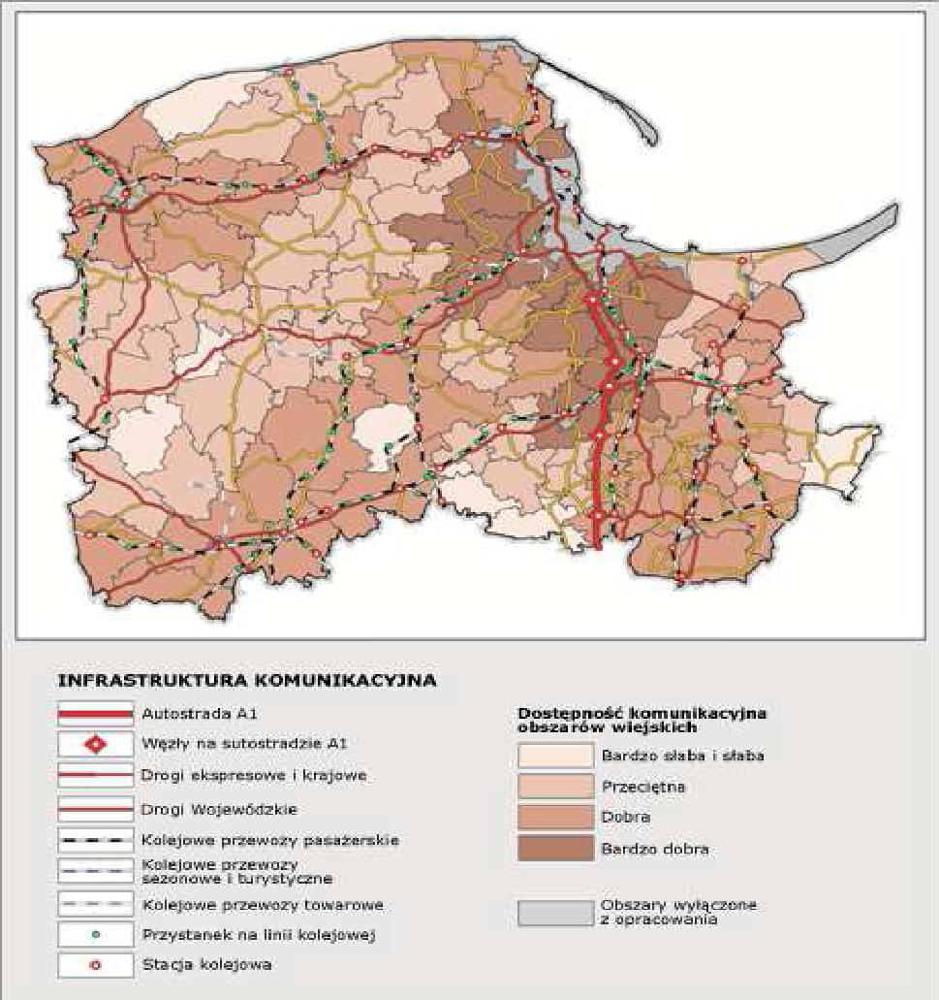 INFRASTRUKTURA KOMUNIKACYJNA
Autostrada A1
Węzły na sutostradzie A1
Drogi ekspresowe i krajowe
Drogi Wojewódzkie
Kolejowe przewozy pasażerskie
Kolejowe przewozy
sezonowe i turystyczne
Kolejowe przewozy towarowe
Przystanek na linii kolejowej
Stacja kolejowa
Dostępność komunikacyjna
obszarów wiejskich
Bardzo słaba i słaba
Przeciętna
Dobra
Bardzo dobra
Obszary wyłączone
z opracowania